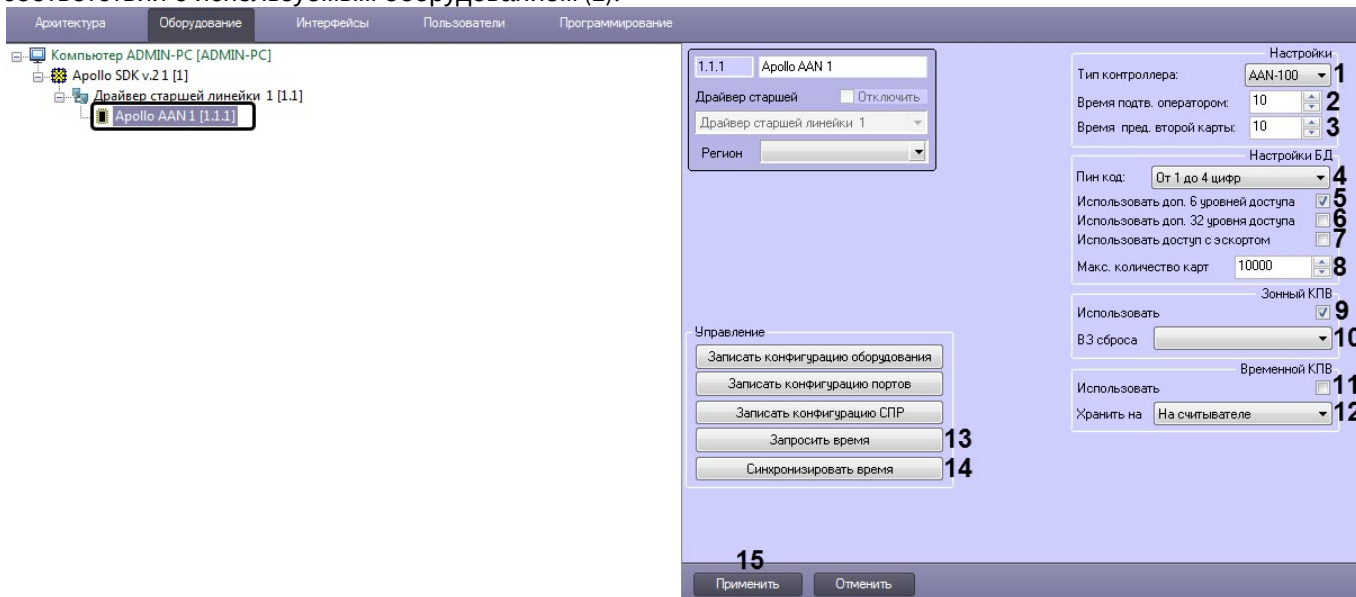 соответствии с используемым оборудованием (2).
Архитектура Оборудование Интерфейсы Пользователи Программирование
Компьютер ADMIN-PC [ADMIN-PC]
Apollo SDK v.2 1 [1]
Драйвер старшей линейки 1 [1.1]
Apollo AAN 1 [1.1.1]
1.1.1 Apollo AAN 1
Драйвер старшей Отключить
Драйвер старшей линейки 1
Регион
Управление
Записать конфигурацию оборудования
Записать конфигурацию портов
Записать конфигурацию СПР
Запросить время 13
Синхронизировать время 14
15
Применить Отменить
Настройки
Тип контроллера: AAN-100 1
Время подтв. оператором: 10 2
Время пред. второй карты: 10 3
Настройки БД
Пин код: От 1 до 4 цифр 4
Использовать доп. 6 уровней доступа 5
Использовать доп. 32 уровня доступа 6
Использовать доступ с эскортом 7
Макс. количество карт 10000 8
Зонный КПВ
Использовать 9
ВЗ сброса 10
Временной КПВ
Использовать 11
Хранить на На считывателе 12